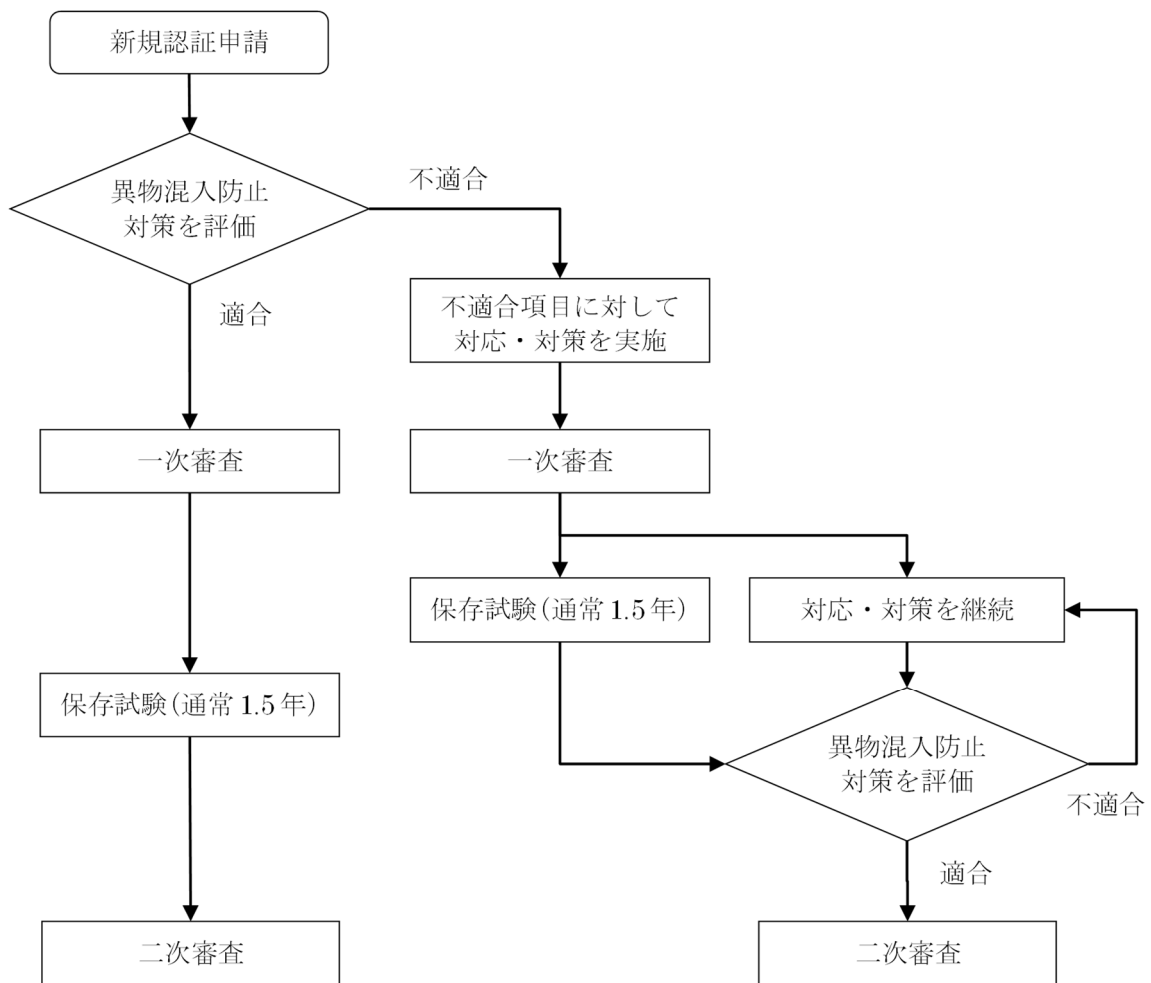 新規認証申請
異物混入防止
対策を評価
不適合
適合
不適合項目に対して
対応・対策を実施
一次審査
一次審査
保存試験（通常1.5年）
対応・対策を継続
保存試験（通常1.5年）
異物混入防止
対策を評価
不適合
適合
二次審査
二次審査